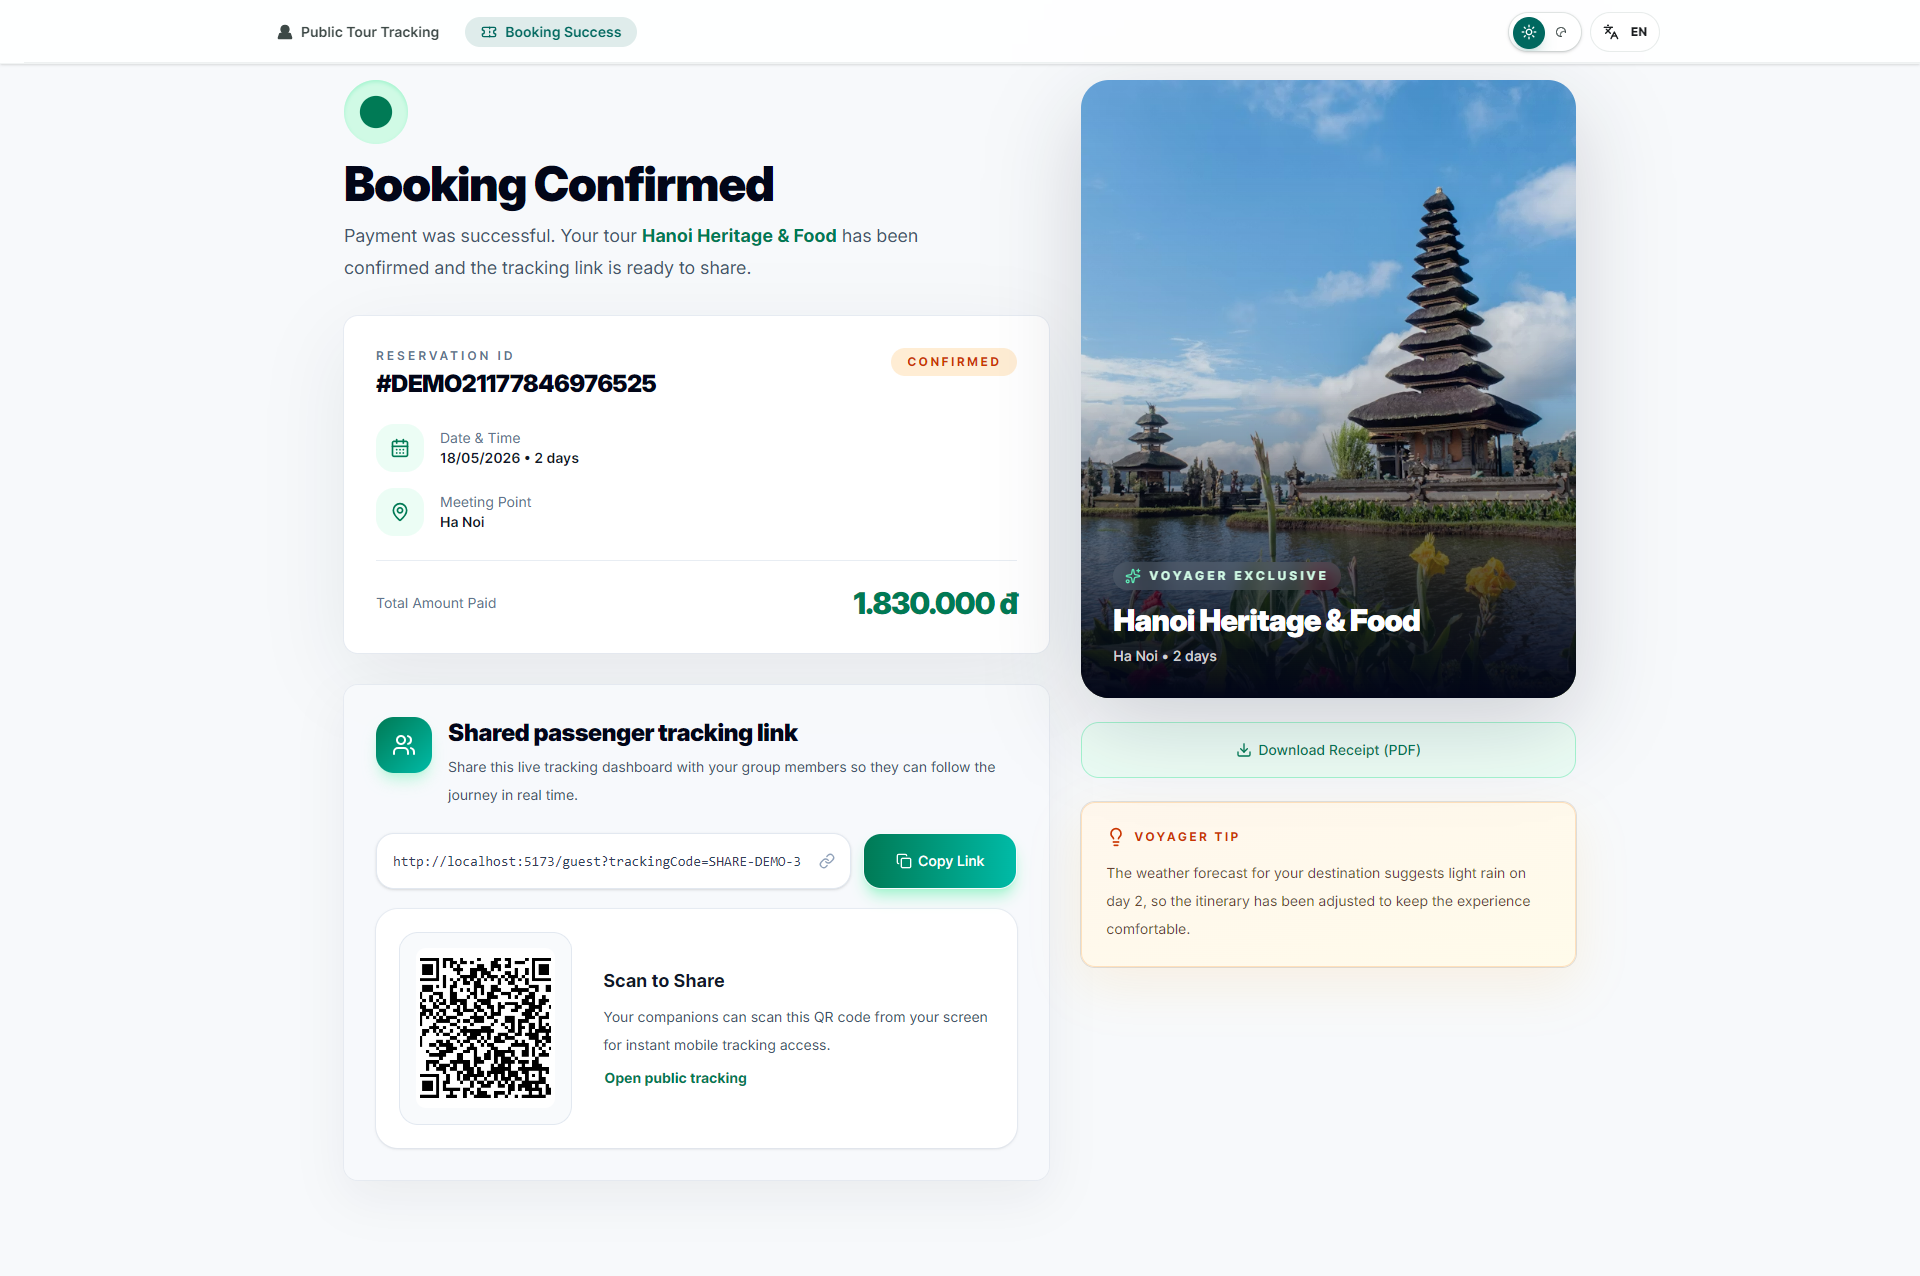 Public Tour Tracking
Booking Success
EN
Booking Confirmed
Payment was successful. Your tour Hanoi Heritage & Food has been
confirmed and the tracking link is ready to share.
RESERVATION ID
#DEMO21177846976525
CONFIRMED
Date & Time
18/05/2026 • 2 days
Meeting Point
Ha Noi
Total Amount Paid
1.830.000 đ
Shared passenger tracking link
Share this live tracking dashboard with your group members so they can follow the
journey in real time.
http://localhost:5173/guest?trackingCode=SHARE-DEMO-3
Copy Link
Scan to Share
Your companions can scan this QR code from your screen
for instant mobile tracking access.
Open public tracking
VOYAGER EXCLUSIVE
Hanoi Heritage & Food
Ha Noi • 2 days
Download Receipt (PDF)
VOYAGER TIP
The weather forecast for your destination suggests light rain on
day 2, so the itinerary has been adjusted to keep the experience
comfortable.